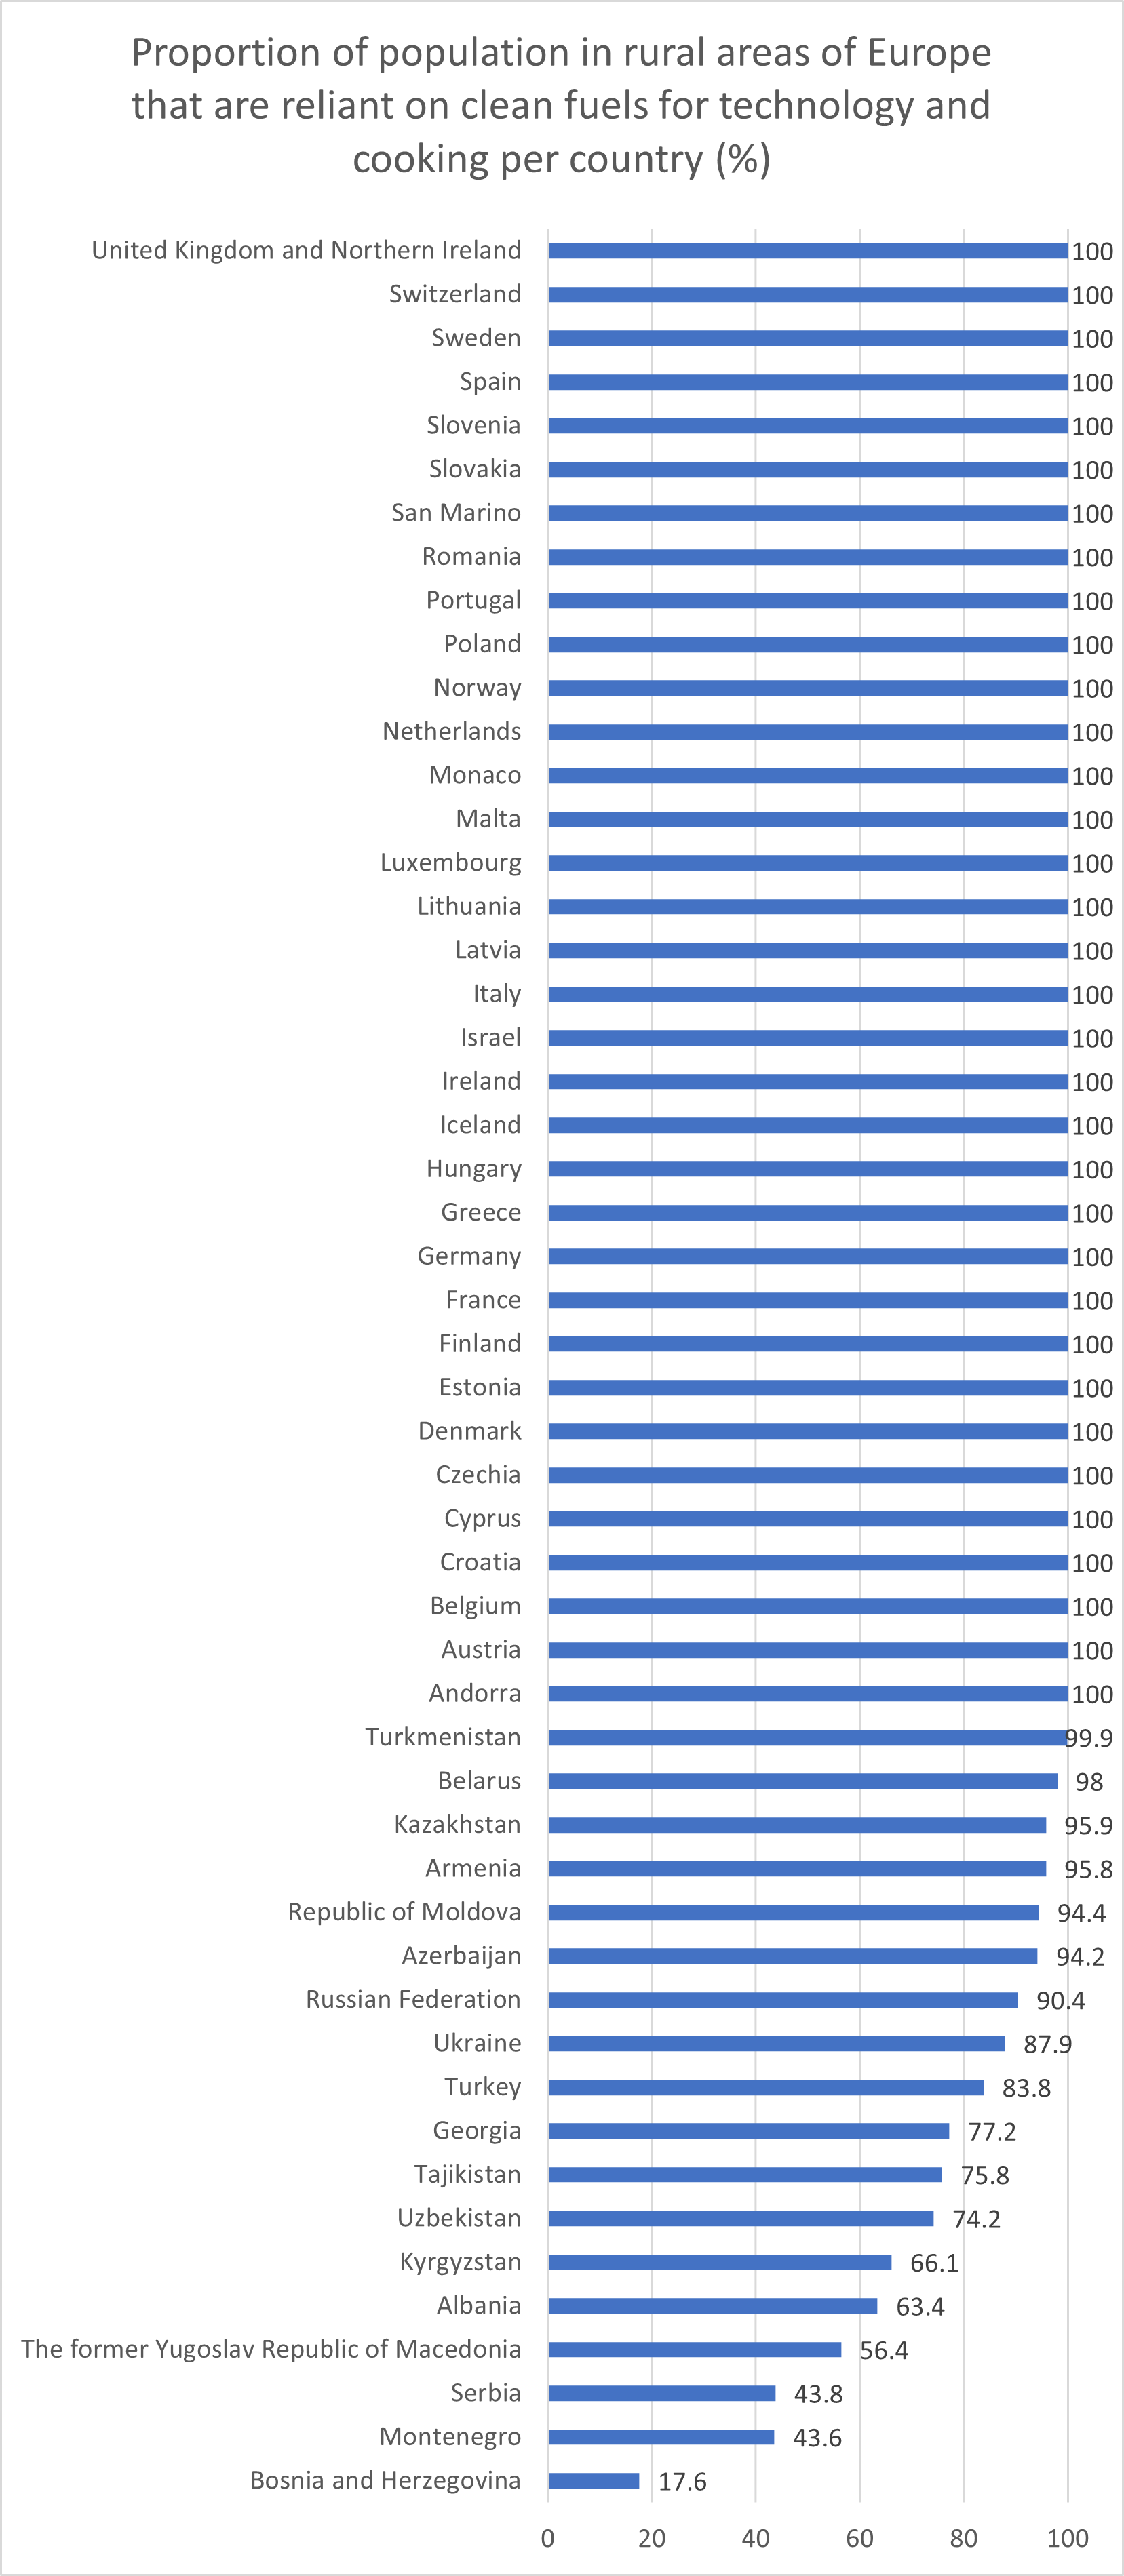 Proportion of population in rural areas of Europe
that are reliant on clean fuels for technology and
cooking per country (%)
United Kingdom and Northern Ireland 100
Switzerland 100
Sweden 100
Spain 100
Slovenia 100
Slovakia 100
San Marino 100
Romania 100
Portugal 100
Poland 100
Norway 100
Netherlands 100
Monaco 100
Malta 100
Luxembourg 100
Lithuania 100
Latvia 100
Italy 100
Israel 100
Ireland 100
Iceland 100
Hungary 100
Greece 100
Germany 100
France 100
Finland 100
Estonia 100
Denmark 100
Czechia 100
Cyprus 100
Croatia 100
Belgium 100
Austria 100
Andorra 100
Turkmenistan 99.9
Belarus 98
Kazakhstan 95.9
Armenia 95.8
Republic of Moldova 94.4
Azerbaijan 94.2
Russian Federation 90.4
Ukraine 87.9
Turkey 83.8
Georgia 77.2
Tajikistan 75.8
Uzbekistan 74.2
Kyrgyzstan 66.1
Albania 63.4
The former Yugoslav Republic of Macedonia 56.4
Serbia 43.8
Montenegro 43.6
Bosnia and Herzegovina 17.6
0 20 40 60 80 100